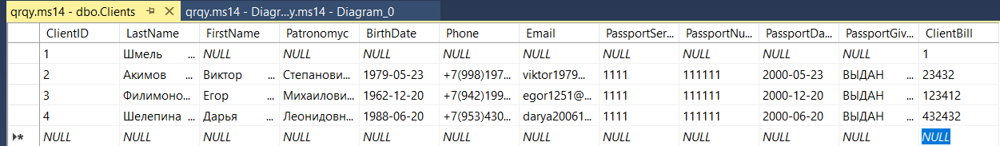 qrqy.ms14 - dbo.Clients qrqy.ms14 - Diagr...y.ms14 - Diagram_0
ClientID LastName FirstName Patronomyc BirthDate Phone Email PassportSer... PassportNu... PassportDa... PassportGiv... ClientBill
1 Шмель ... NULL NULL NULL NULL NULL NULL NULL NULL NULL 1
2 Акимов ... Виктор ... Степанови... 1979-05-23 +7(998)197... viktor1979... 1111 111111 2000-05-23 ВЫДАН ... 23432
3 Филимоно... Егор ... Михайлови... 1962-12-20 +7(942)199... egor1251@... 1111 111111 2000-12-20 ВЫДАН ... 123412
4 Шелепина ... Дарья ... Леонидовн... 1988-06-20 +7(953)430... darya20061... 1111 111111 2000-06-20 ВЫДАН ... 432432
NULL NULL NULL NULL NULL NULL NULL NULL NULL NULL NULL NULL